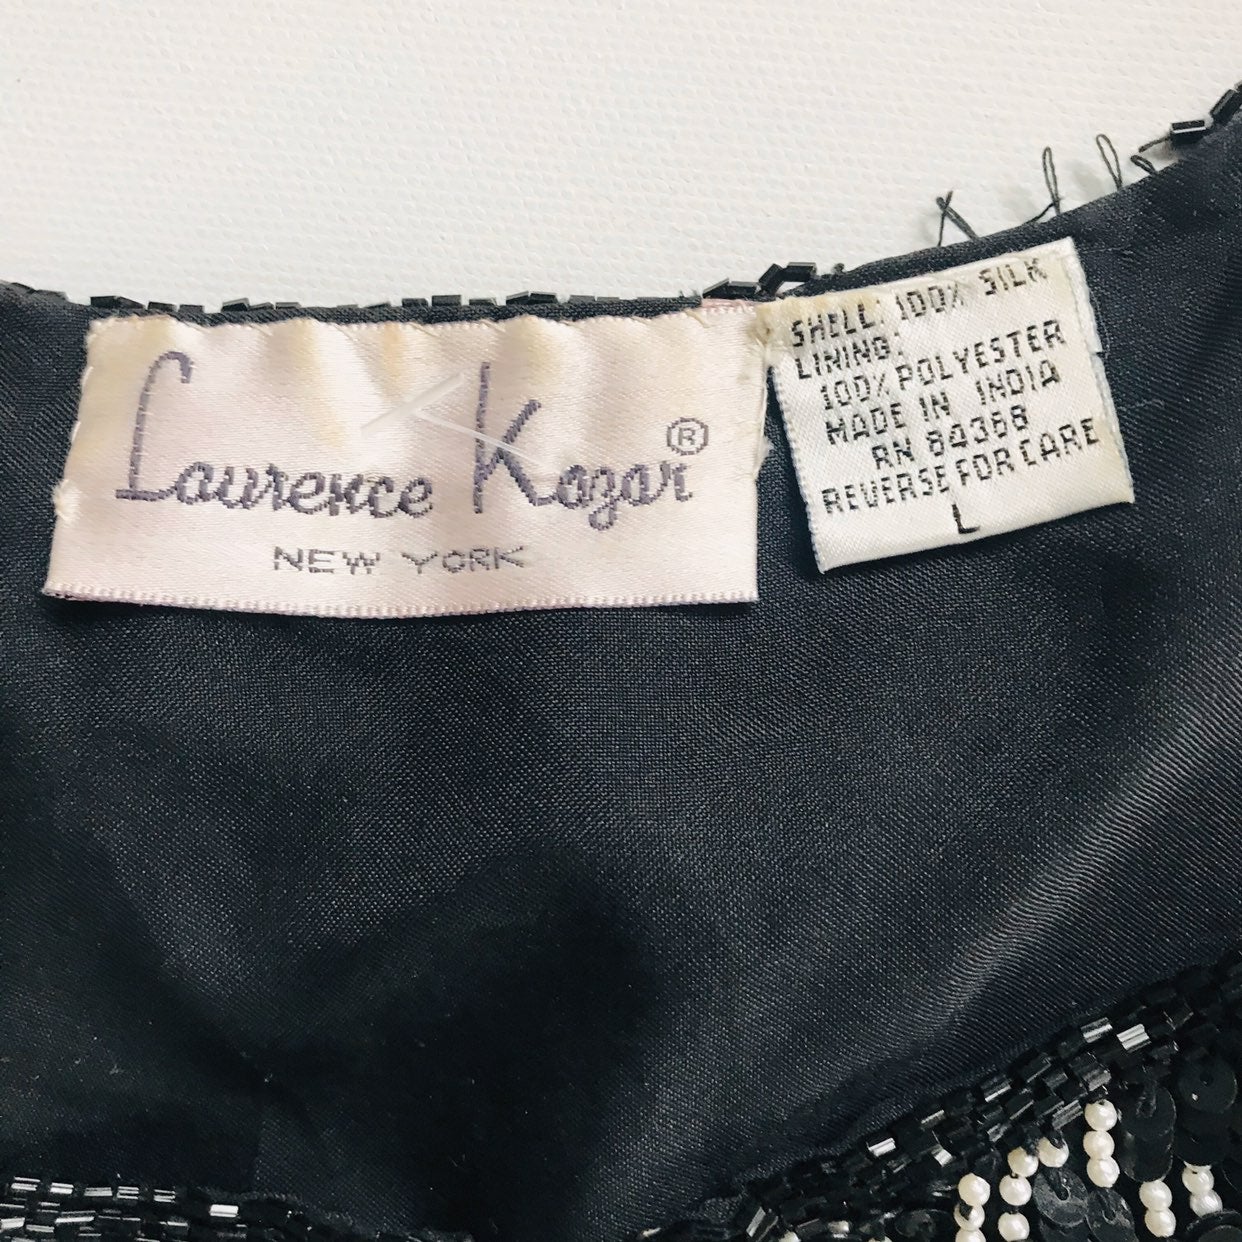 Laurence Kazar ®
NEW YORK
SHELL: 100% SILK
LINING:
100% POLYESTER
MADE IN INDIA
RN 84368
REVERSE FOR CARE
L